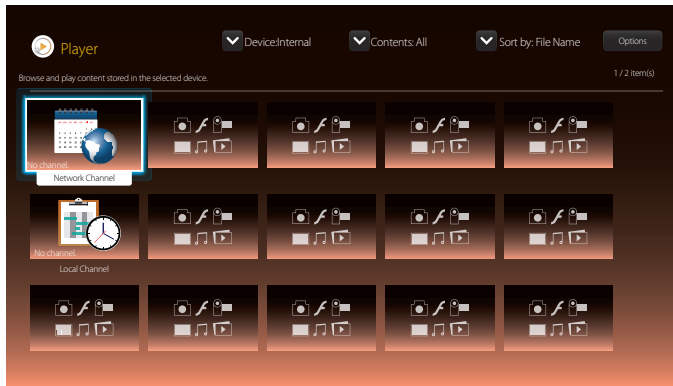 Player
Device:Internal
Contents: All
Sort by: File Name
Options
Browse and play content stored in the selected device.
1 / 2 item(s)
No channel.
Network Channel
No channel.
Local Channel